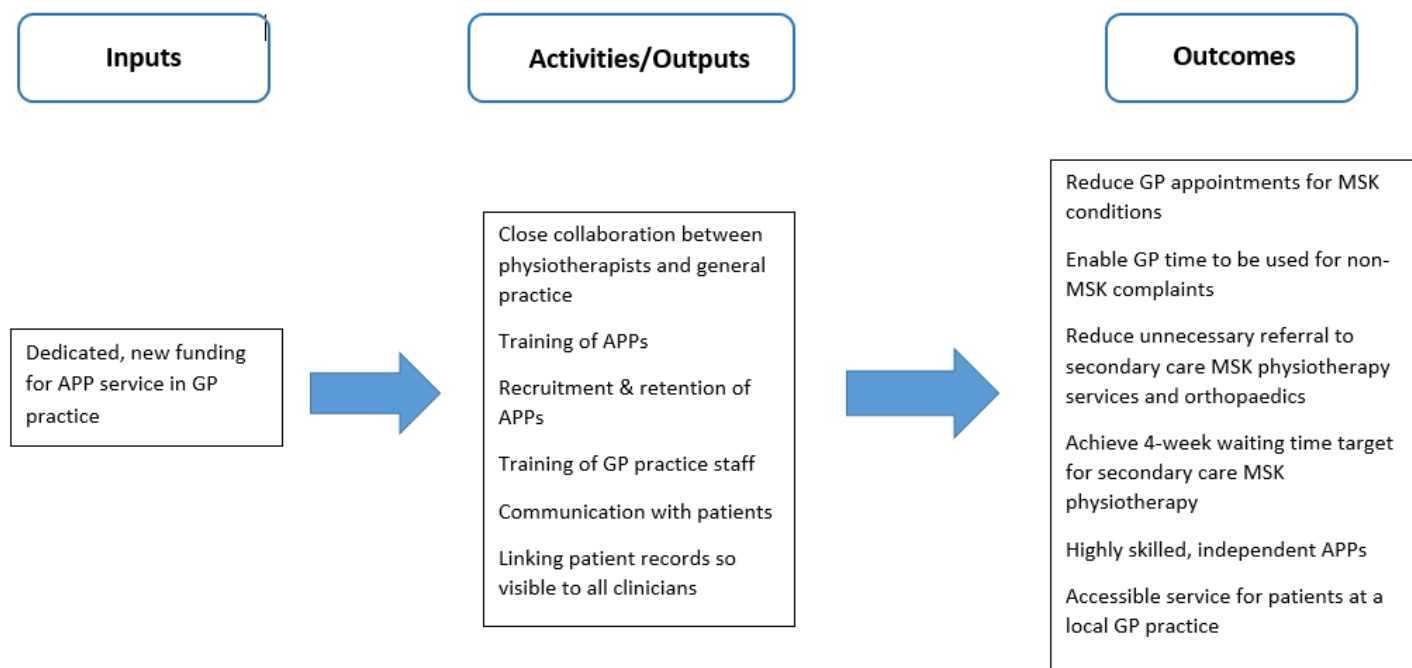 Inputs
Activities/Outputs
Outcomes
Dedicated, new funding
for APP service in GP
practice
Close collaboration between
physiotherapists and general
practice
Training of APPs
Recruitment & retention of
APPs
Training of GP practice staff
Communication with patients
Linking patient records so
visible to all clinicians
Reduce GP appointments for MSK
conditions
Enable GP time to be used for non-
MSK complaints
Reduce unnecessary referral to
secondary care MSK physiotherapy
services and orthopaedics
Achieve 4-week waiting time target
for secondary care MSK
physiotherapy
Highly skilled, independent APPs
Accessible service for patients at a
local GP practice